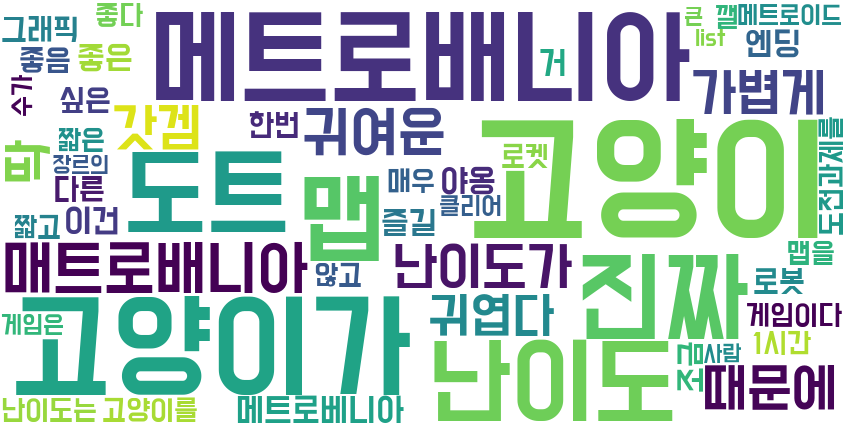 좋다
큰 깰 메트로이드
그래픽
메트로배니아
list
엔딩
좋음 좋은
거
가볍게
수가
싶은
갓겜
한번
귀여운
고양이
짧은
로켓
도전과제를
딱
장르의
도트
맵
다른
매우 야옹
짧고
이건
즐길
클리어
매트로배니아
않고
난이도가
진짜
맵을
로봇
고양이가
귀엽다
게임은
게임이다
난이도
조금
사람
1시간
때문에
난이도는
고양이를
메트로베니아